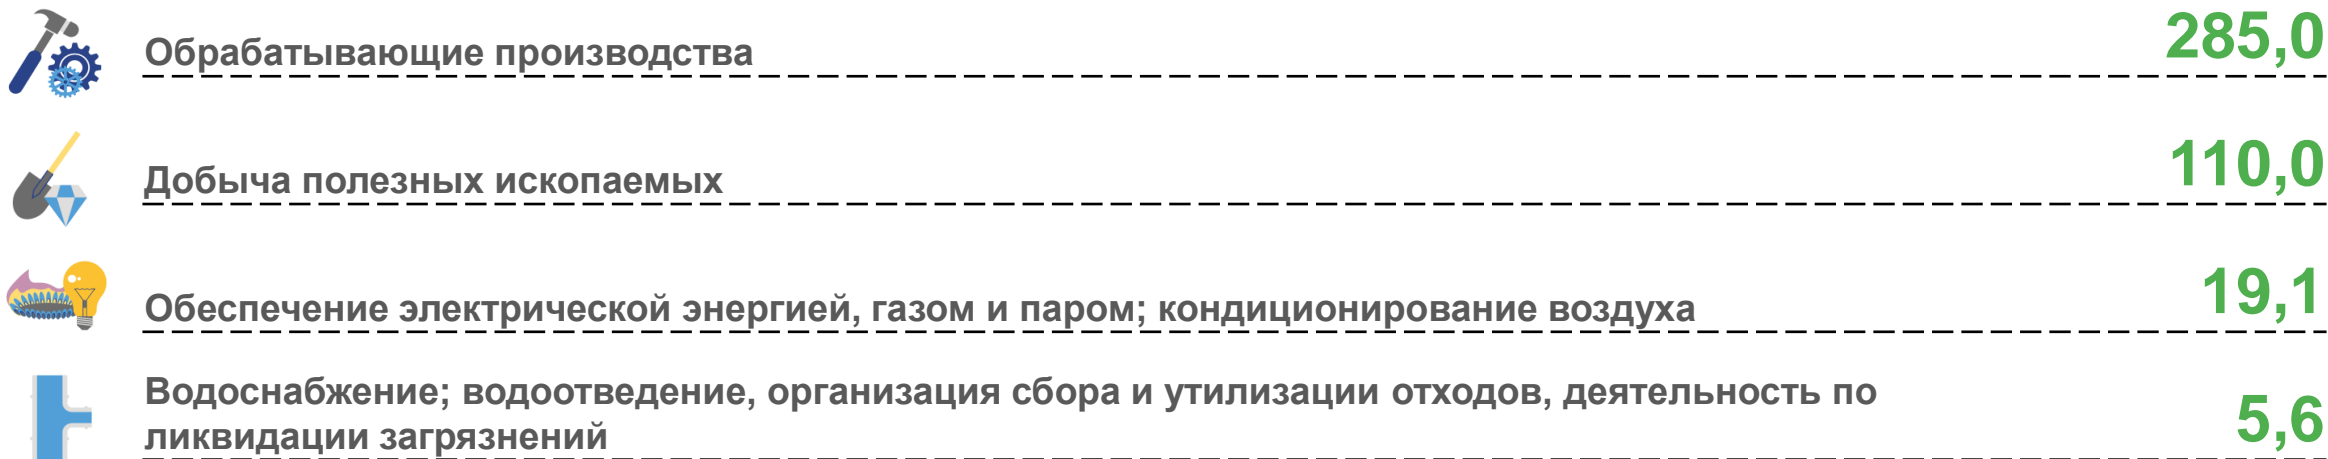 Обрабатывающие производства
285,0
Добыча полезных ископаемых
110,0
Обеспечение электрической энергией, газом и паром; кондиционирование воздуха
19,1
Водоснабжение; водоотведение, организация сбора и утилизации отходов, деятельность по
ликвидации загрязнений
5,6